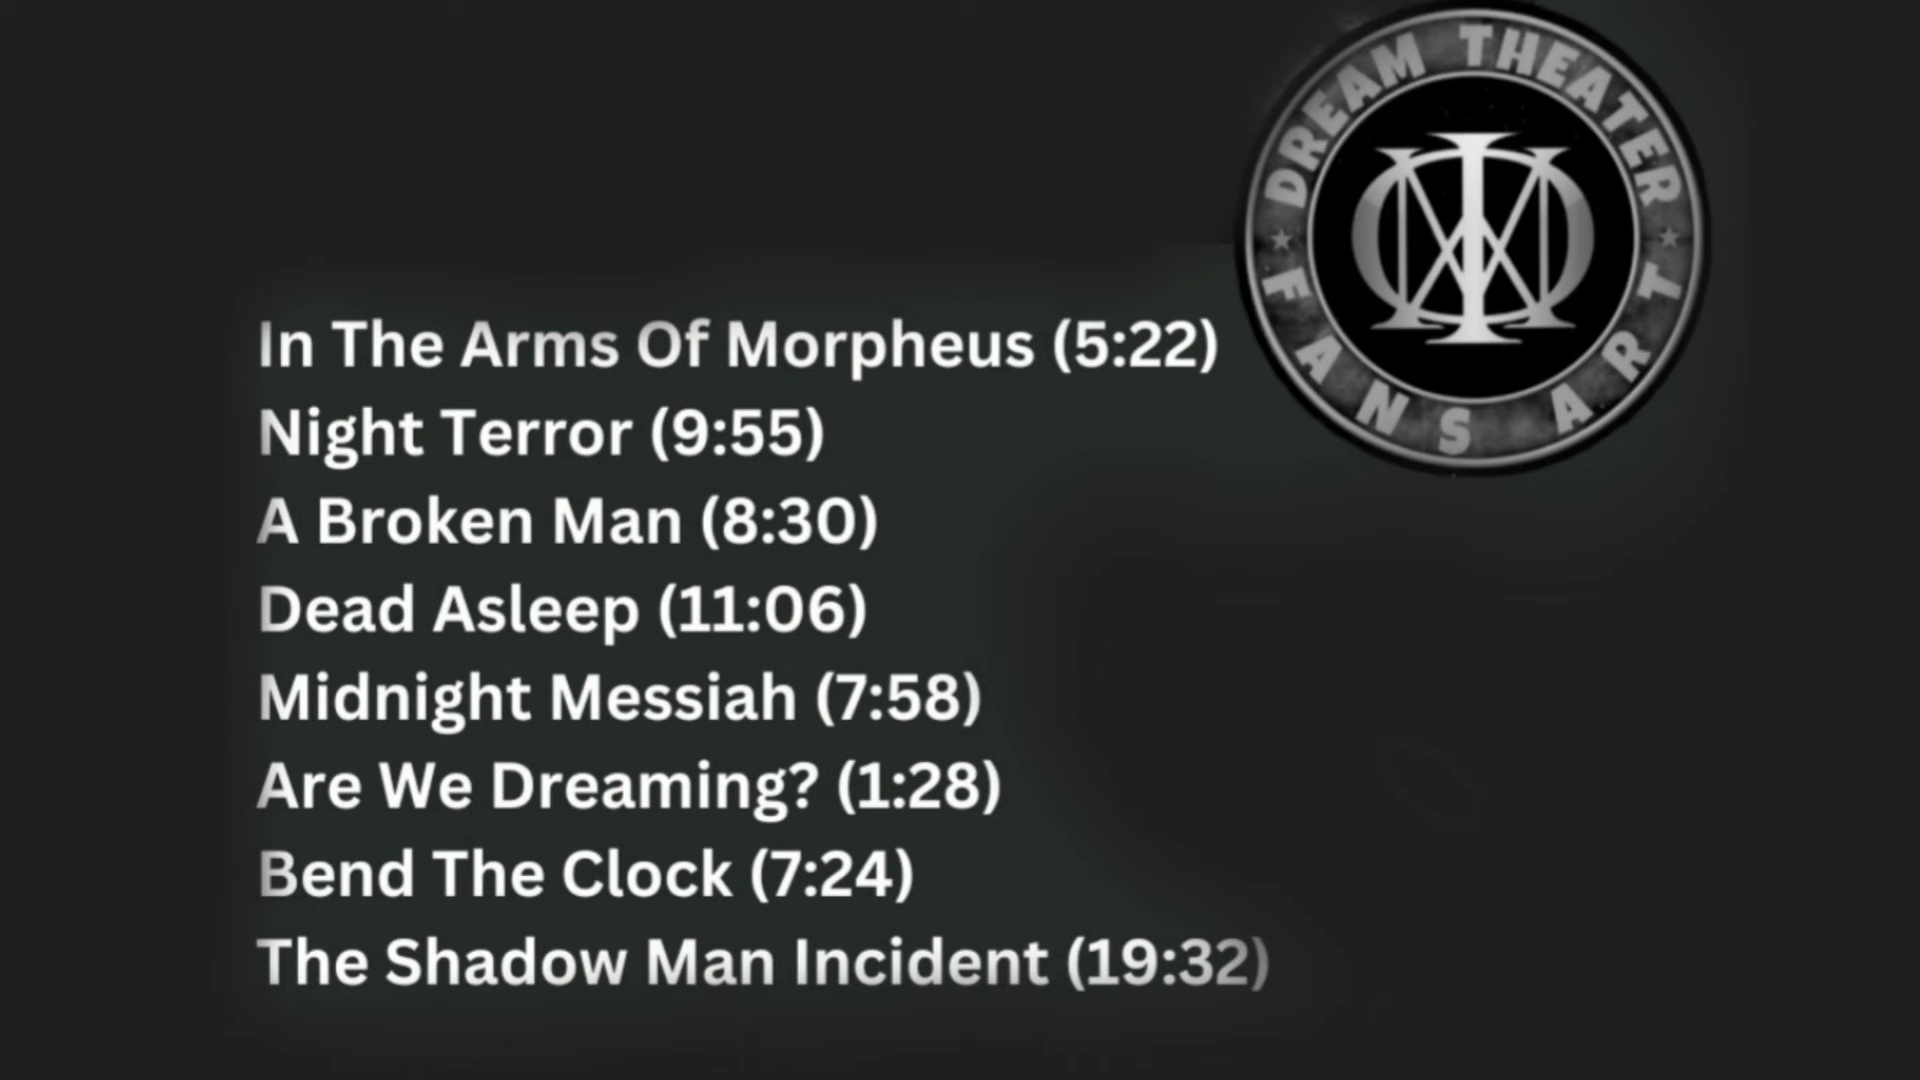 DREAM THEATER
FANS ART
In The Arms Of Morpheus (5:22)
Night Terror (9:55)
A Broken Man (8:30)
Dead Asleep (11:06)
Midnight Messiah (7:58)
Are We Dreaming? (1:28)
Bend The Clock (7:24)
The Shadow Man Incident (19:32)